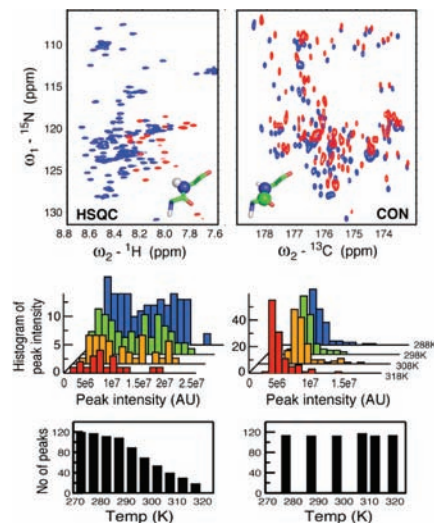 110
120
130
ω1 - 15N (ppm)
HSQC
8.8 8.6 8.4 8.2 8.0 7.8 7.6
ω2 - 1H (ppm)
CON
178 177 176 175 174
ω2 - 13C (ppm)
Histogram of
peak intensity
10
5
0
0 5e6 1e7 1.5e7 2e7 2.5e7
Peak intensity (AU)
40
20
0
0 5e6 1e7 1.5e7
Peak intensity (AU)
288K
298K
308K
318K
No of peaks
120
80
40
0
270 280 290 300 310 320
Temp (K)
120
80
40
0
270 280 290 300 310 320
Temp (K)